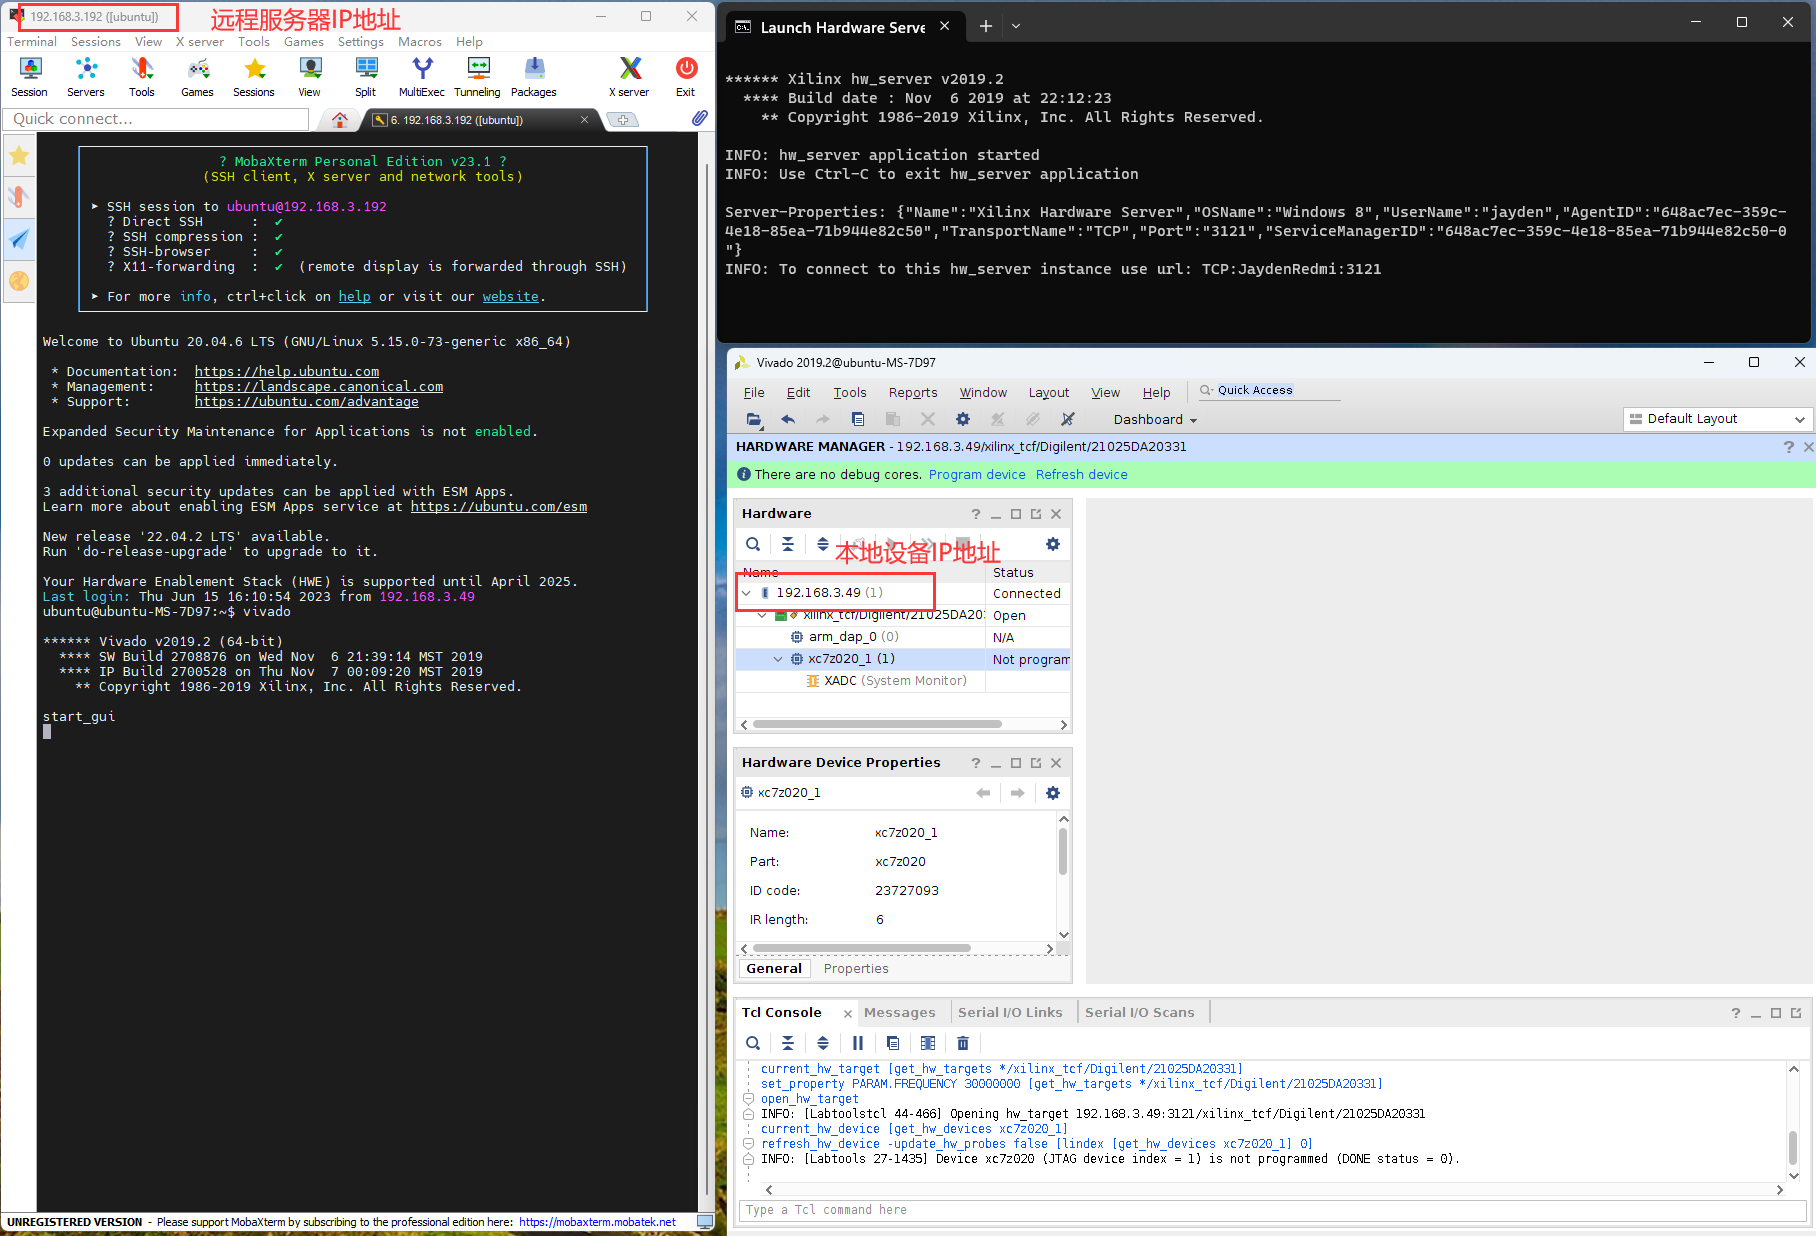 192.168.3.192 ([ubuntu])
远程服务器IP地址
Terminal Sessions View X server Tools Games Settings Macros Help
Session Servers Tools Games Sessions View Split MultiExec Tunneling Packages X server Exit
Quick connect...
6. 192.168.3.192 ([ubuntu])
? MobaXterm Personal Edition v23.1 ?
(SSH client, X server and network tools)
➤ SSH session to ubuntu@192.168.3.192
? Direct SSH : ✔
? SSH compression : ✔
? SSH-browser : ✔
? X11-forwarding : ✔ (remote display is forwarded through SSH)
➤ For more info, ctrl+click on help or visit our website.
Welcome to Ubuntu 20.04.6 LTS (GNU/Linux 5.15.0-73-generic x86_64)
* Documentation: https://help.ubuntu.com
* Management: https://landscape.canonical.com
* Support: https://ubuntu.com/advantage
Expanded Security Maintenance for Applications is not enabled.
0 updates can be applied immediately.
3 additional security updates can be applied with ESM Apps.
Learn more about enabling ESM Apps service at https://ubuntu.com/esm
New release '22.04.2 LTS' available.
Run 'do-release-upgrade' to upgrade to it.
Your Hardware Enablement Stack (HWE) is supported until April 2025.
Last login: Thu Jun 15 16:10:54 2023 from 192.168.3.49
ubuntu@ubuntu-MS-7D97:~$ vivado
****** Vivado v2019.2 (64-bit)
**** SW Build 2708876 on Wed Nov 6 21:39:14 MST 2019
**** IP Build 2700528 on Thu Nov 7 00:09:20 MST 2019
** Copyright 1986-2019 Xilinx, Inc. All Rights Reserved.
start_gui
UNREGISTERED VERSION - Please support MobaXterm by subscribing to the professional edition here: https://mobaxterm.mobatek.net
Launch Hardware Serve
****** Xilinx hw_server v2019.2
**** Build date : Nov 6 2019 at 22:12:23
** Copyright 1986-2019 Xilinx, Inc. All Rights Reserved.
INFO: hw_server application started
INFO: Use Ctrl-C to exit hw_server application
Server-Properties: {"Name":"Xilinx Hardware Server","OSName":"Windows 8","UserName":"jayden","AgentID":"648ac7ec-359c-
4e18-85ea-71b944e82c50","TransportName":"TCP","Port":"3121","ServiceManagerID":"648ac7ec-359c-4e18-85ea-71b944e82c50-0
"}
INFO: To connect to this hw_server instance use url: TCP:JaydenRedmi:3121
Vivado 2019.2@ubuntu-MS-7D97
File Edit Tools Reports Window Layout View Help Quick Access
Dashboard Default Layout
HARDWARE MANAGER - 192.168.3.49/xilinx_tcf/Digilent/21025DA20331
There are no debug cores. Program device Refresh device
Hardware
本地设备IP地址
Name Status
192.168.3.49 (1) Connected
xilinx_tcf/Digilent/21025DA20: Open
arm_dap_0 (0) N/A
xc7z020_1 (1) Not program
XADC (System Monitor)
Hardware Device Properties
xc7z020_1
Name: xc7z020_1
Part: xc7z020
ID code: 23727093
IR length: 6
General Properties
Tcl Console Messages Serial I/O Links Serial I/O Scans
current_hw_target [get_hw_targets */xilinx_tcf/Digilent/21025DA20331]
set_property PARAM.FREQUENCY 30000000 [get_hw_targets */xilinx_tcf/Digilent/21025DA20331]
open_hw_target
INFO: [Labtoolstcl 44-466] Opening hw_target 192.168.3.49:3121/xilinx_tcf/Digilent/21025DA20331
current_hw_device [get_hw_devices xc7z020_1]
refresh_hw_device -update_hw_probes false [lindex [get_hw_devices xc7z020_1] 0]
INFO: [Labtools 27-1435] Device xc7z020 (JTAG device index = 1) is not programmed (DONE status = 0).
Type a Tcl command here